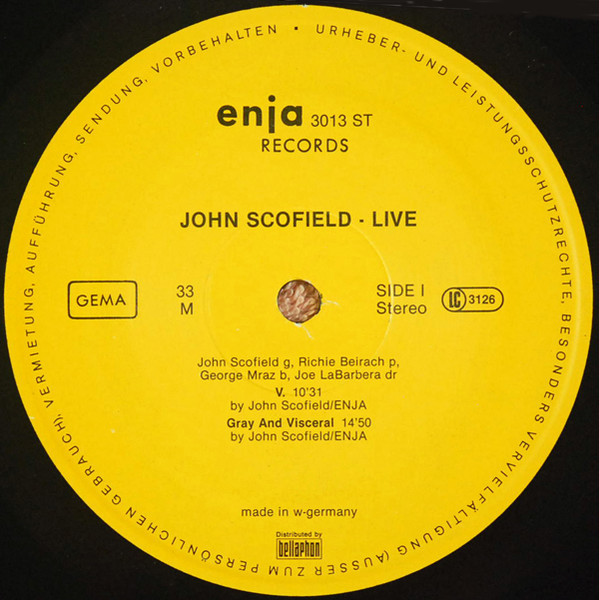 URHEBER- UND LEISTUNGSSCHUTZRECHTE, BESONDERS VERVIELFÄLTIGUNG (AUSSER ZUM PERSÖNLICHEN GEBRAUCH), VERMIETUNG, AUFFÜHRUNG, SENDUNG, VORBEHALTEN •
enja 3013 ST
RECORDS
JOHN SCOFIELD - LIVE
GEMA
33
M
SIDE I
Stereo
LC 3126
John Scofield g, Richie Beirach p,
George Mraz b, Joe LaBarbera dr
V. 10'31
by John Scofield/ENJA
Gray And Visceral 14'50
by John Scofield/ENJA
made in w-germany
Distributed by
bellaphon